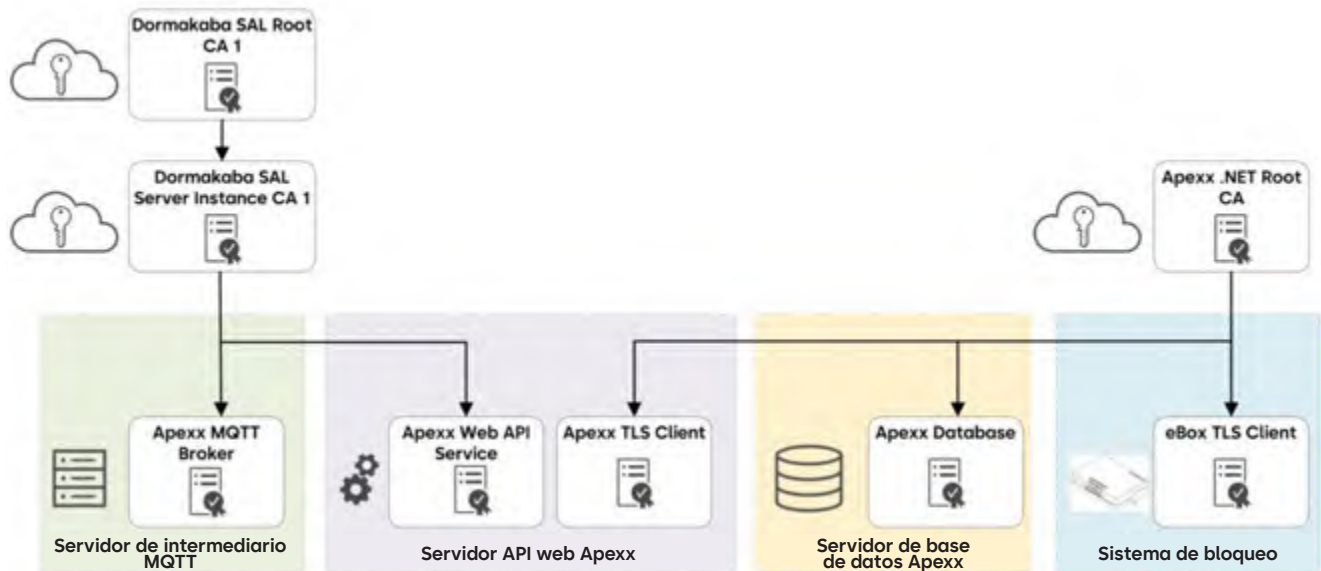 Dormakaba SAL Root
CA 1
Dormakaba SAL
Server Instance CA 1
Apexx .NET Root
CA
Apexx MQTT
Broker
Apexx Web API
Service
Apexx TLS Client
Apexx Database
eBox TLS Client
Servidor de intermediario
MQTT
Servidor API web Apexx
Servidor de base
de datos Apexx
Sistema de bloqueo